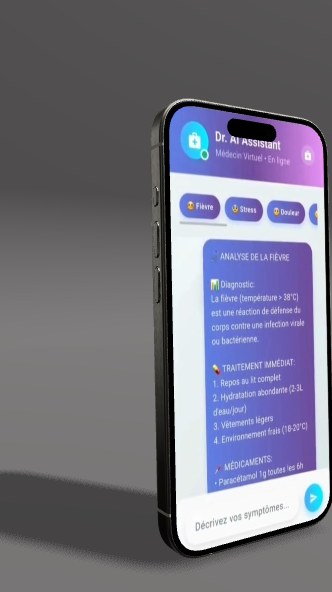 Dr. AI Assistant
Médecin Virtuel • En ligne
Fièvre
Stress
Douleur
ANALYSE DE LA FIÈVRE
Diagnostic:
La fièvre (température > 38°C)
est une réaction de défense du
corps contre une infection virale
ou bactérienne.
TRAITEMENT IMMÉDIAT:
1. Repos au lit complet
2. Hydratation abondante (2-3L
d'eau/jour)
3. Vêtements légers
4. Environnement frais (18-20°C)
MÉDICAMENTS:
• Paracétamol 1g toutes les 6h
Décrivez vos symptômes...